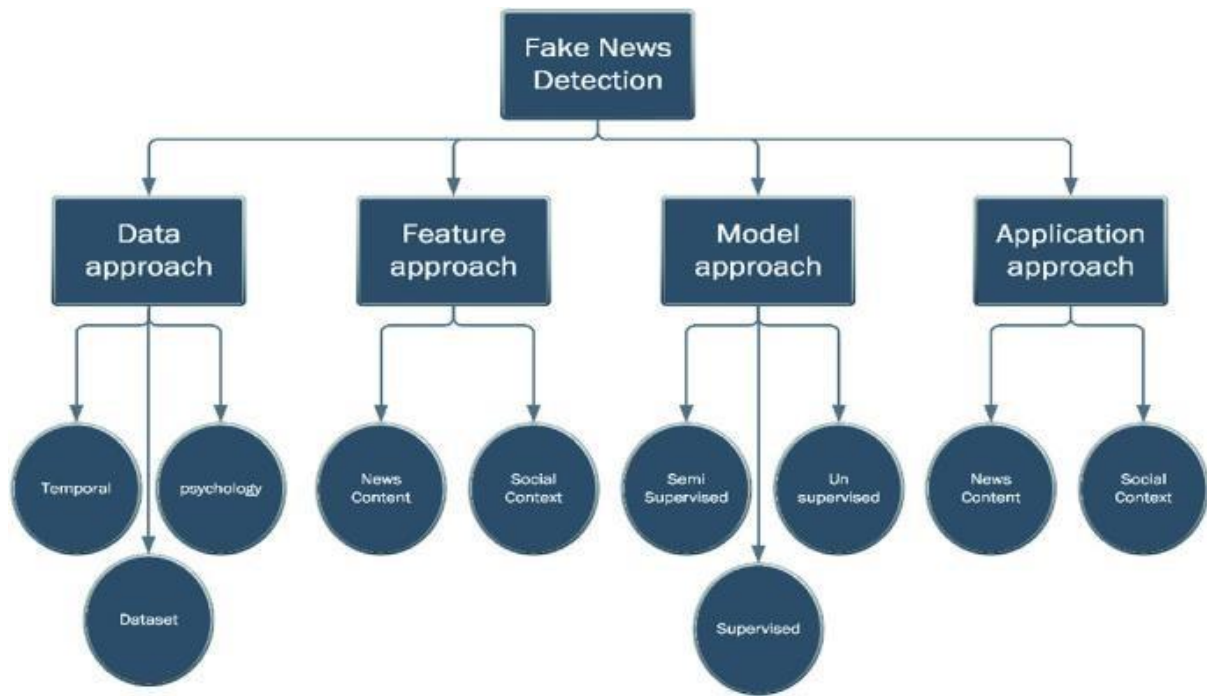 Fake News
Detection
Data
approach
Feature
approach
Model
approach
Application
approach
Temporal
psychology
News
Content
Social
Context
Semi
Supervised
Un
supervised
News
Content
Social
Context
Dataset
Supervised